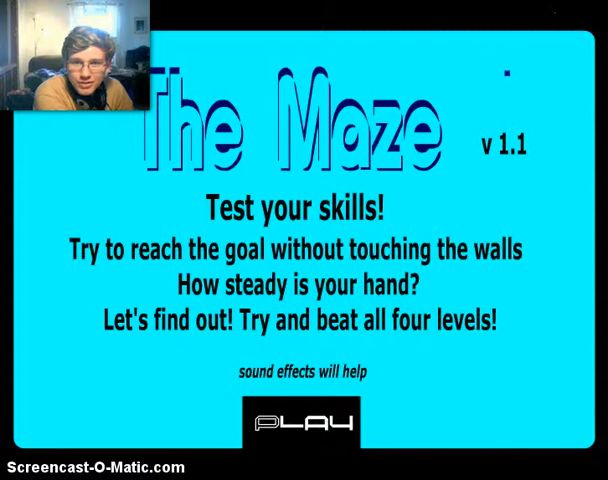 The Maze
v 1.1
Test your skills!
Try to reach the goal without touching the walls
How steady is your hand?
Let's find out! Try and beat all four levels!
sound effects will help
PLAY
Screencast-O-Matic.com